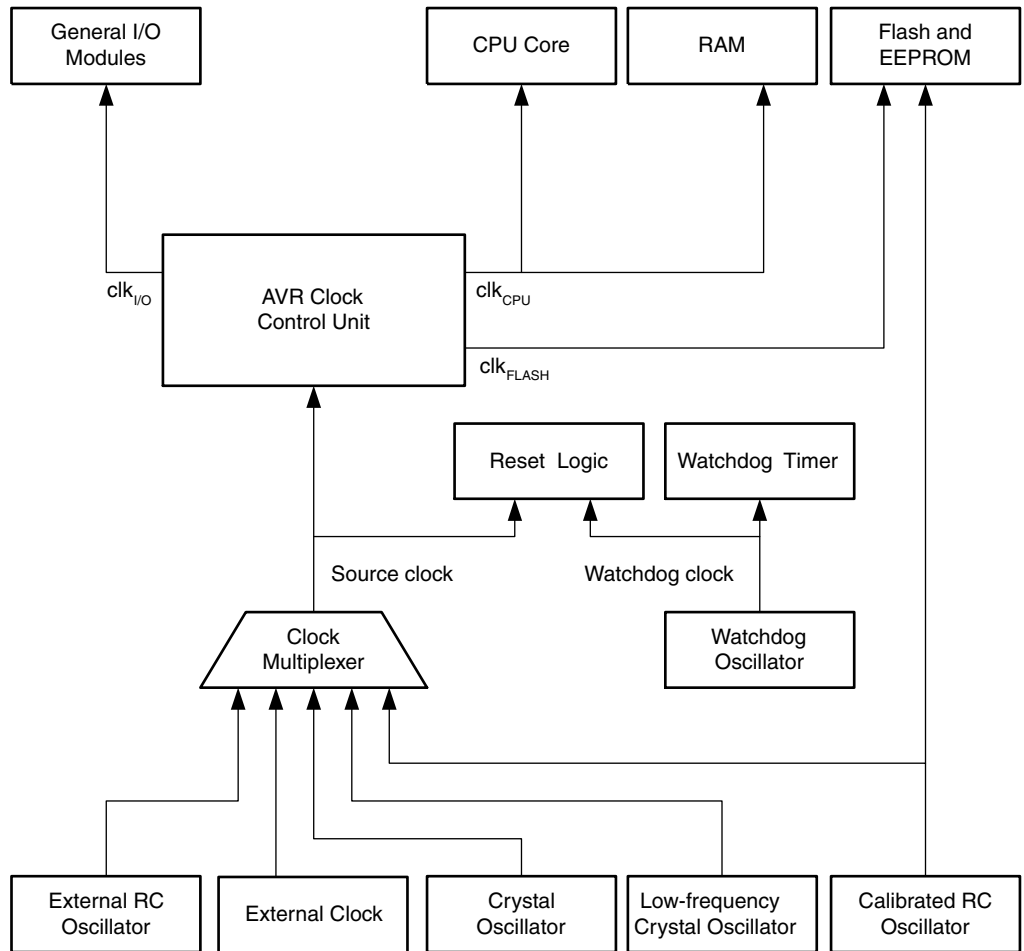 General I/O
Modules
CPU Core
RAM
Flash and
EEPROM
clkI/O
AVR Clock
Control Unit
clkCPU
clkFLASH
Reset Logic
Watchdog Timer
Source clock
Watchdog clock
Clock
Multiplexer
Watchdog
Oscillator
External RC
Oscillator
External Clock
Crystal
Oscillator
Low-frequency
Crystal Oscillator
Calibrated RC
Oscillator